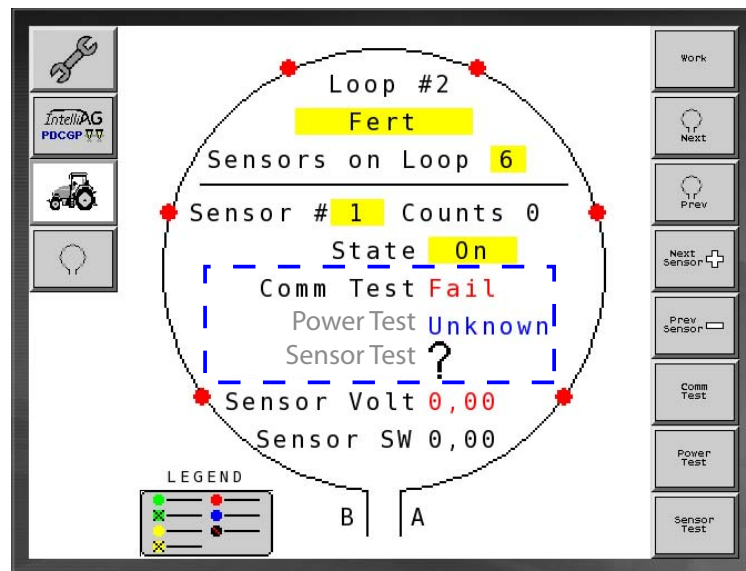 Loop #2
Fert
Sensors on Loop 6
Sensor # 1 Counts 0
State On
Comm Test Fail
Power Test Unknown
Sensor Test ?
Sensor Volt 0,00
Sensor SW 0,00
B A
LEGEND
IntelliAG
PDCGP
Work
Next
Prev
Next
Sensor
Prev
Sensor
Comm
Test
Power
Test
Sensor
Test